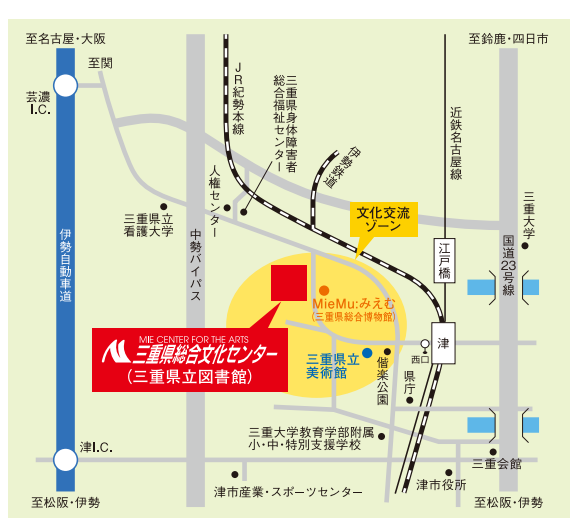 至名古屋・大阪
至鈴鹿・四日市
至関
芸濃
I.C.
JR紀勢本線
三重県身体障害者
総合福祉センター
伊勢鉄道
近鉄名古屋線
人権センター
三重県立
看護大学
文化交流
ゾーン
三重大学
江戸橋
国道23号線
伊勢自動車道
中勢バイパス
MieMu:みえむ
(三重県総合博物館)
MIE CENTER FOR THE ARTS
三重県総合文化センター
(三重県立図書館)
津
西口
三重県立
美術館
偕楽公園
県庁
三重大学教育学部附属
小・中・特別支援学校
津I.C.
三重会館
津市産業・スポーツセンター
津市役所
至松阪・伊勢
至松阪・伊勢